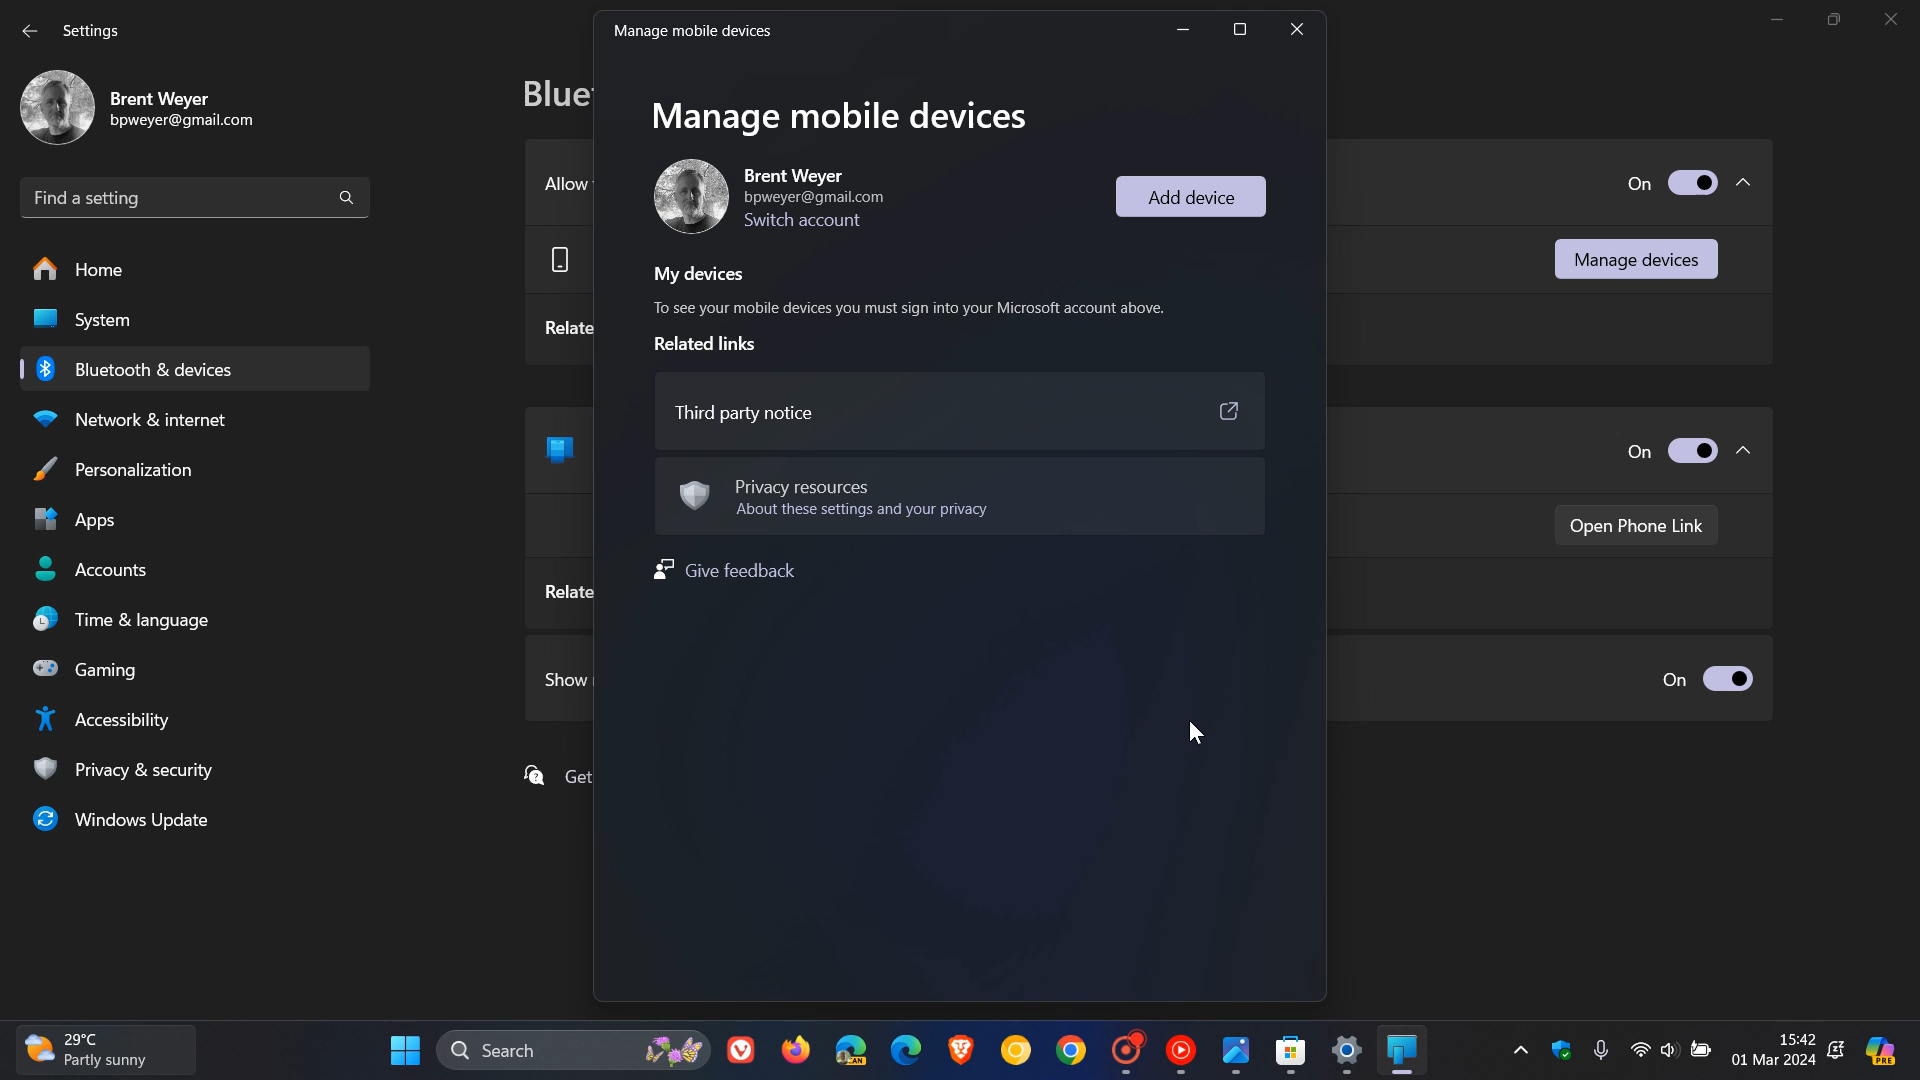 Settings
Brent Weyer
bpweyer@gmail.com
Find a setting
Home
System
Bluetooth & devices
Network & internet
Personalization
Apps
Accounts
Time & language
Gaming
Accessibility
Privacy & security
Windows Update
Blue
Allow
On
Manage devices
Relate
On
Open Phone Link
Relate
Show
On
Get
Manage mobile devices
Manage mobile devices
Brent Weyer
bpweyer@gmail.com
Switch account
Add device
My devices
To see your mobile devices you must sign into your Microsoft account above.
Related links
Third party notice
Privacy resources
About these settings and your privacy
Give feedback
29°C
Partly sunny
Search
CAN
15:42
01 Mar 2024
PRE